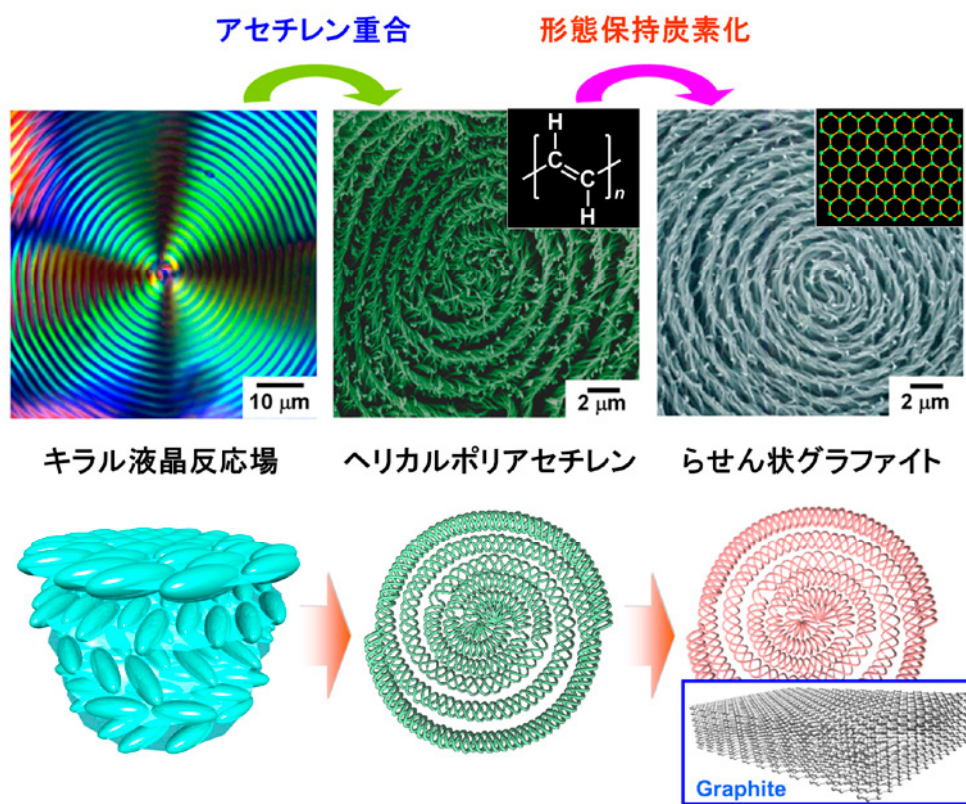 アセチレン重合
形態保持炭素化
H
C
C
H
n
10 μm
2 μm
2 μm
キラル液晶反応場
ヘリカルポリアセチレン
らせん状グラファイト
Graphite